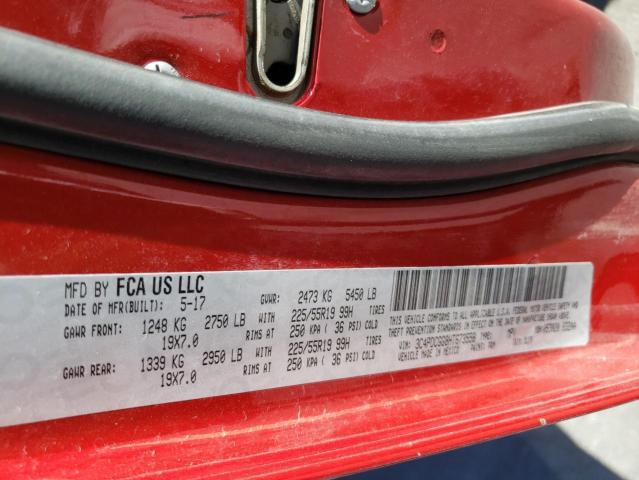 MFD BY FCA US LLC
DATE OF MFR(BUILT): 5-17 GVWR: 2473 KG 5450 LB
GAWR FRONT: 1248 KG 2750 LB WITH 225/55R19 99H TIRES
19X7.0 RIMS AT 250 KPA ( 36 PSI) COLD
GAWR REAR: 1339 KG 2950 LB WITH 225/55R19 99H TIRES
19X7.0 RIMS AT 250 KPA ( 36 PSI) COLD
THIS VEHICLE CONFORMS TO ALL APPLICABLE U.S.A. FEDERAL MOTOR VEHICLE SAFETY AND
THEFT PREVENTION STANDARDS IN EFFECT ON THE DATE OF MANUFACTURE SHOWN ABOVE.
VIN:
MADE IN MEXICO PAINT: